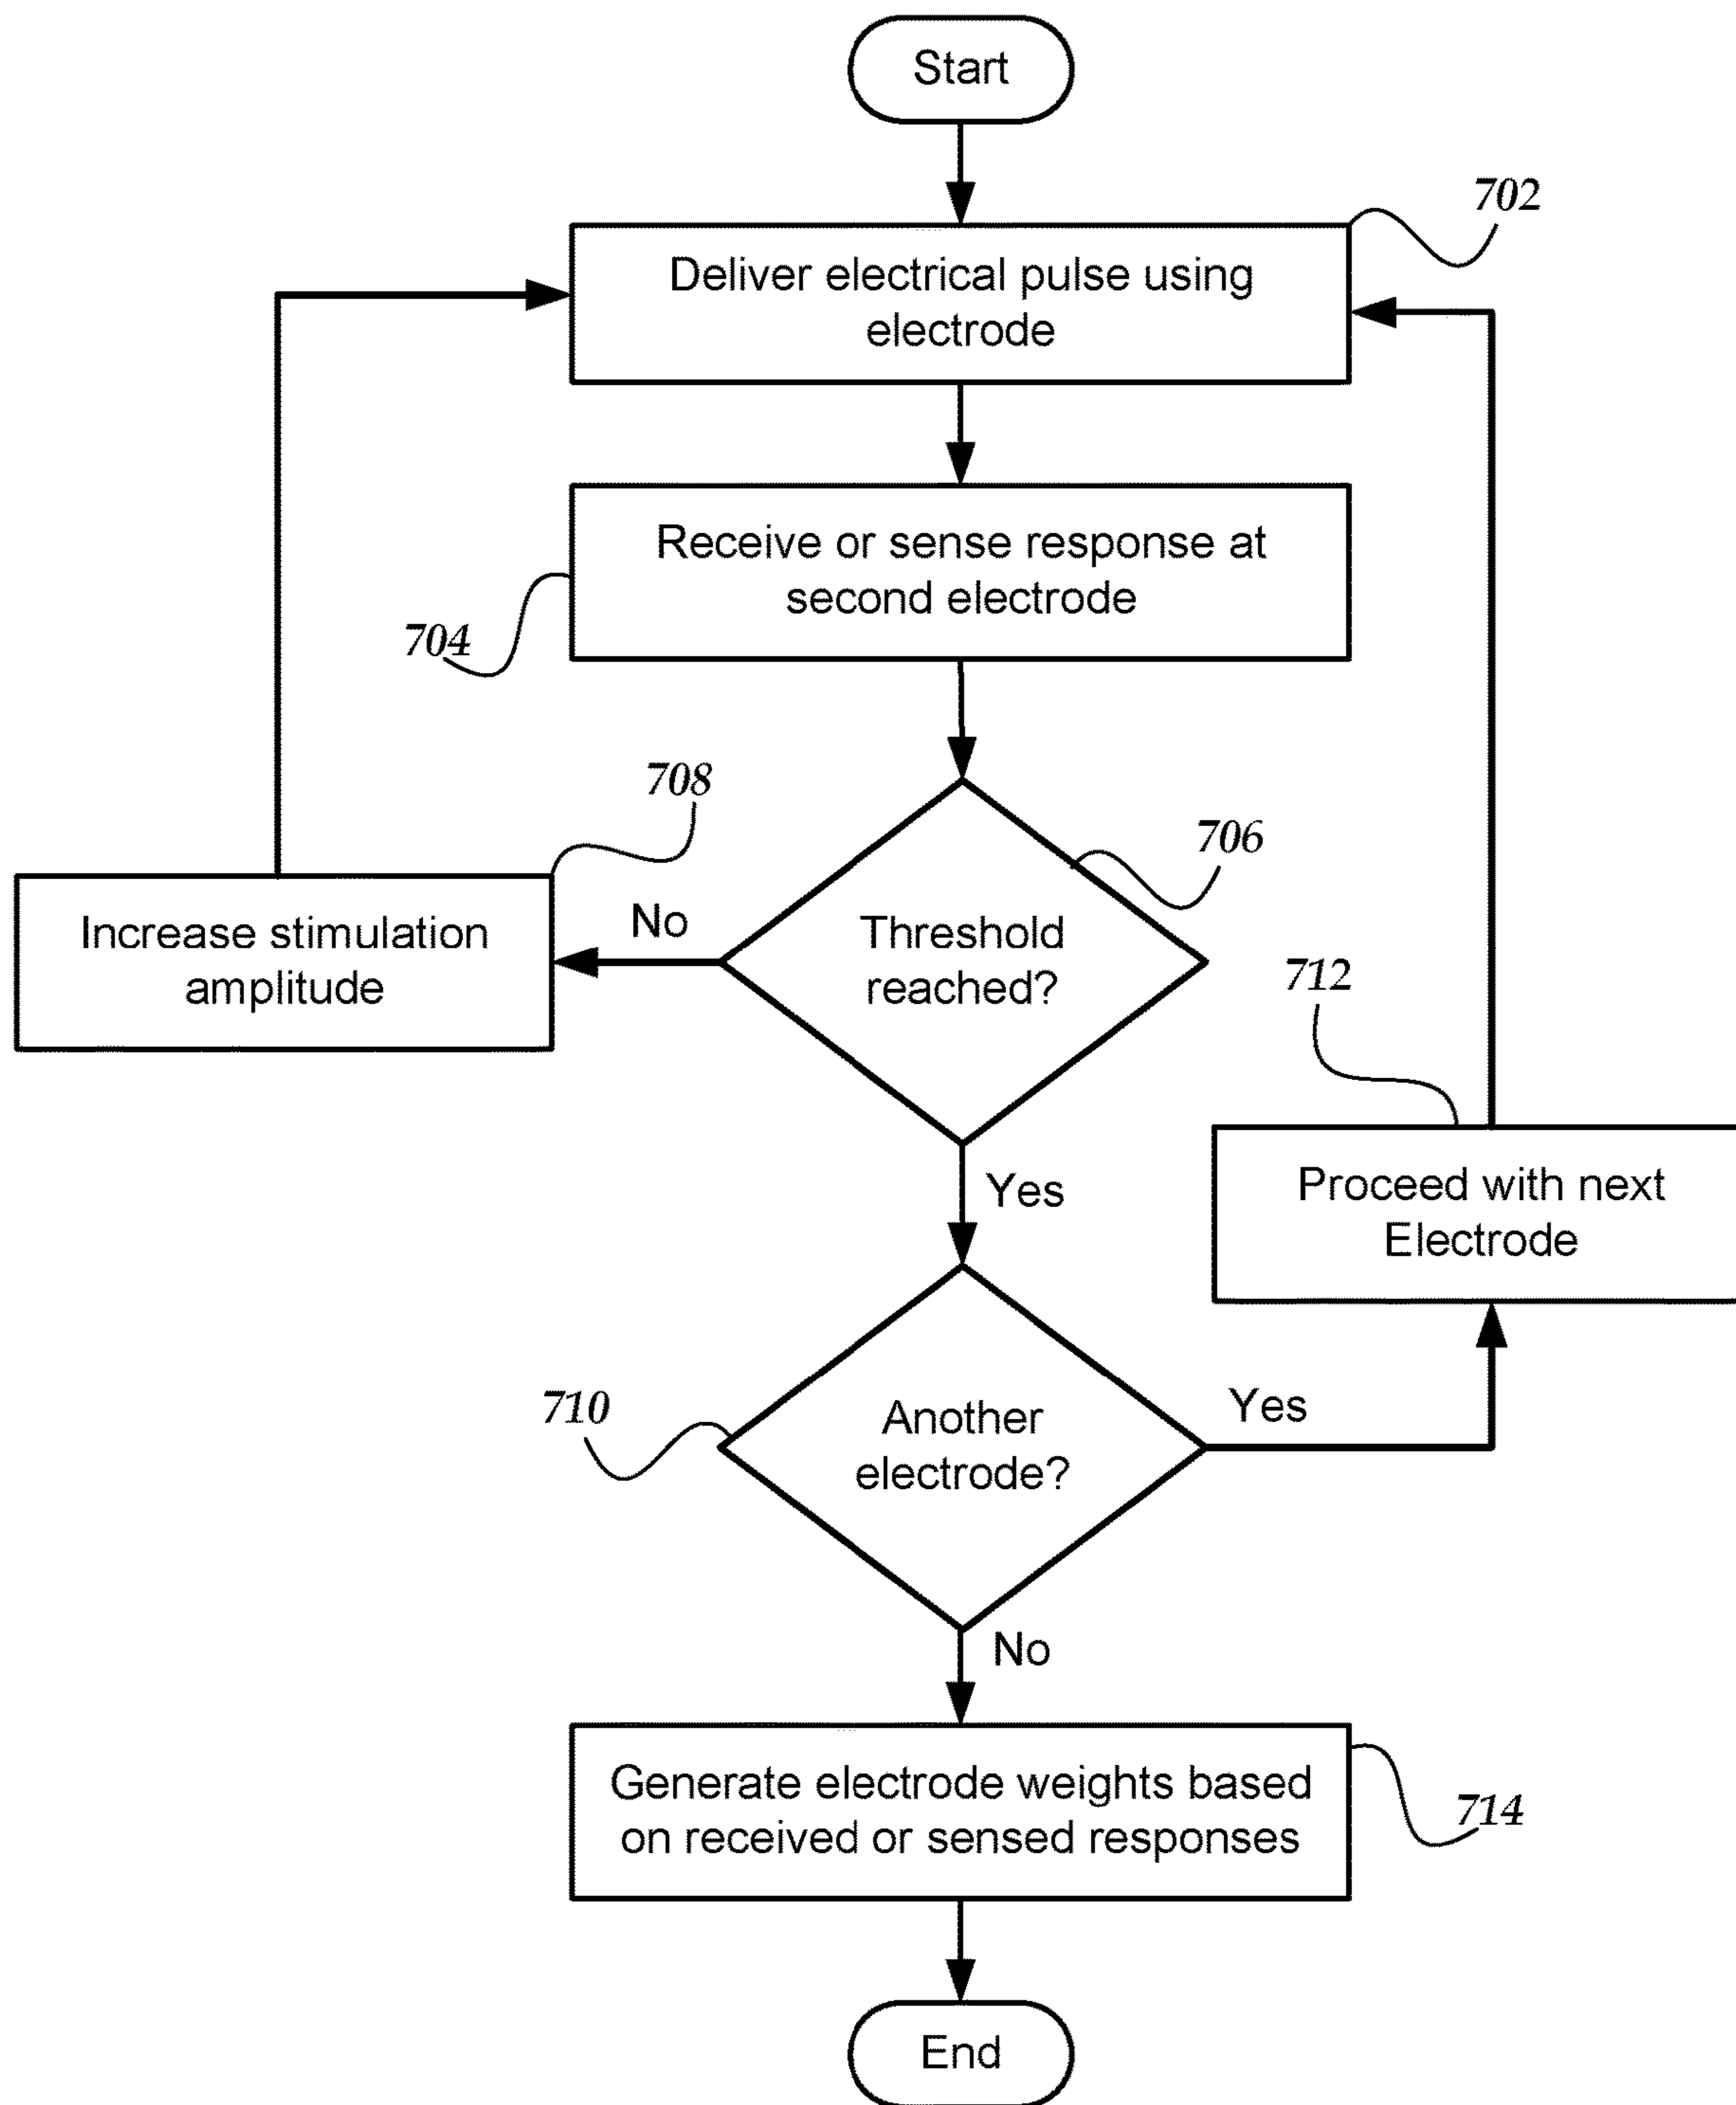 Start
702
Deliver electrical pulse using
electrode
Receive or sense response at
second electrode
704
708
706
Increase stimulation
amplitude
No
Threshold
reached?
712
Yes
Proceed with next
Electrode
710
Another
electrode?
Yes
No
Generate electrode weights based
on received or sensed responses
714
End